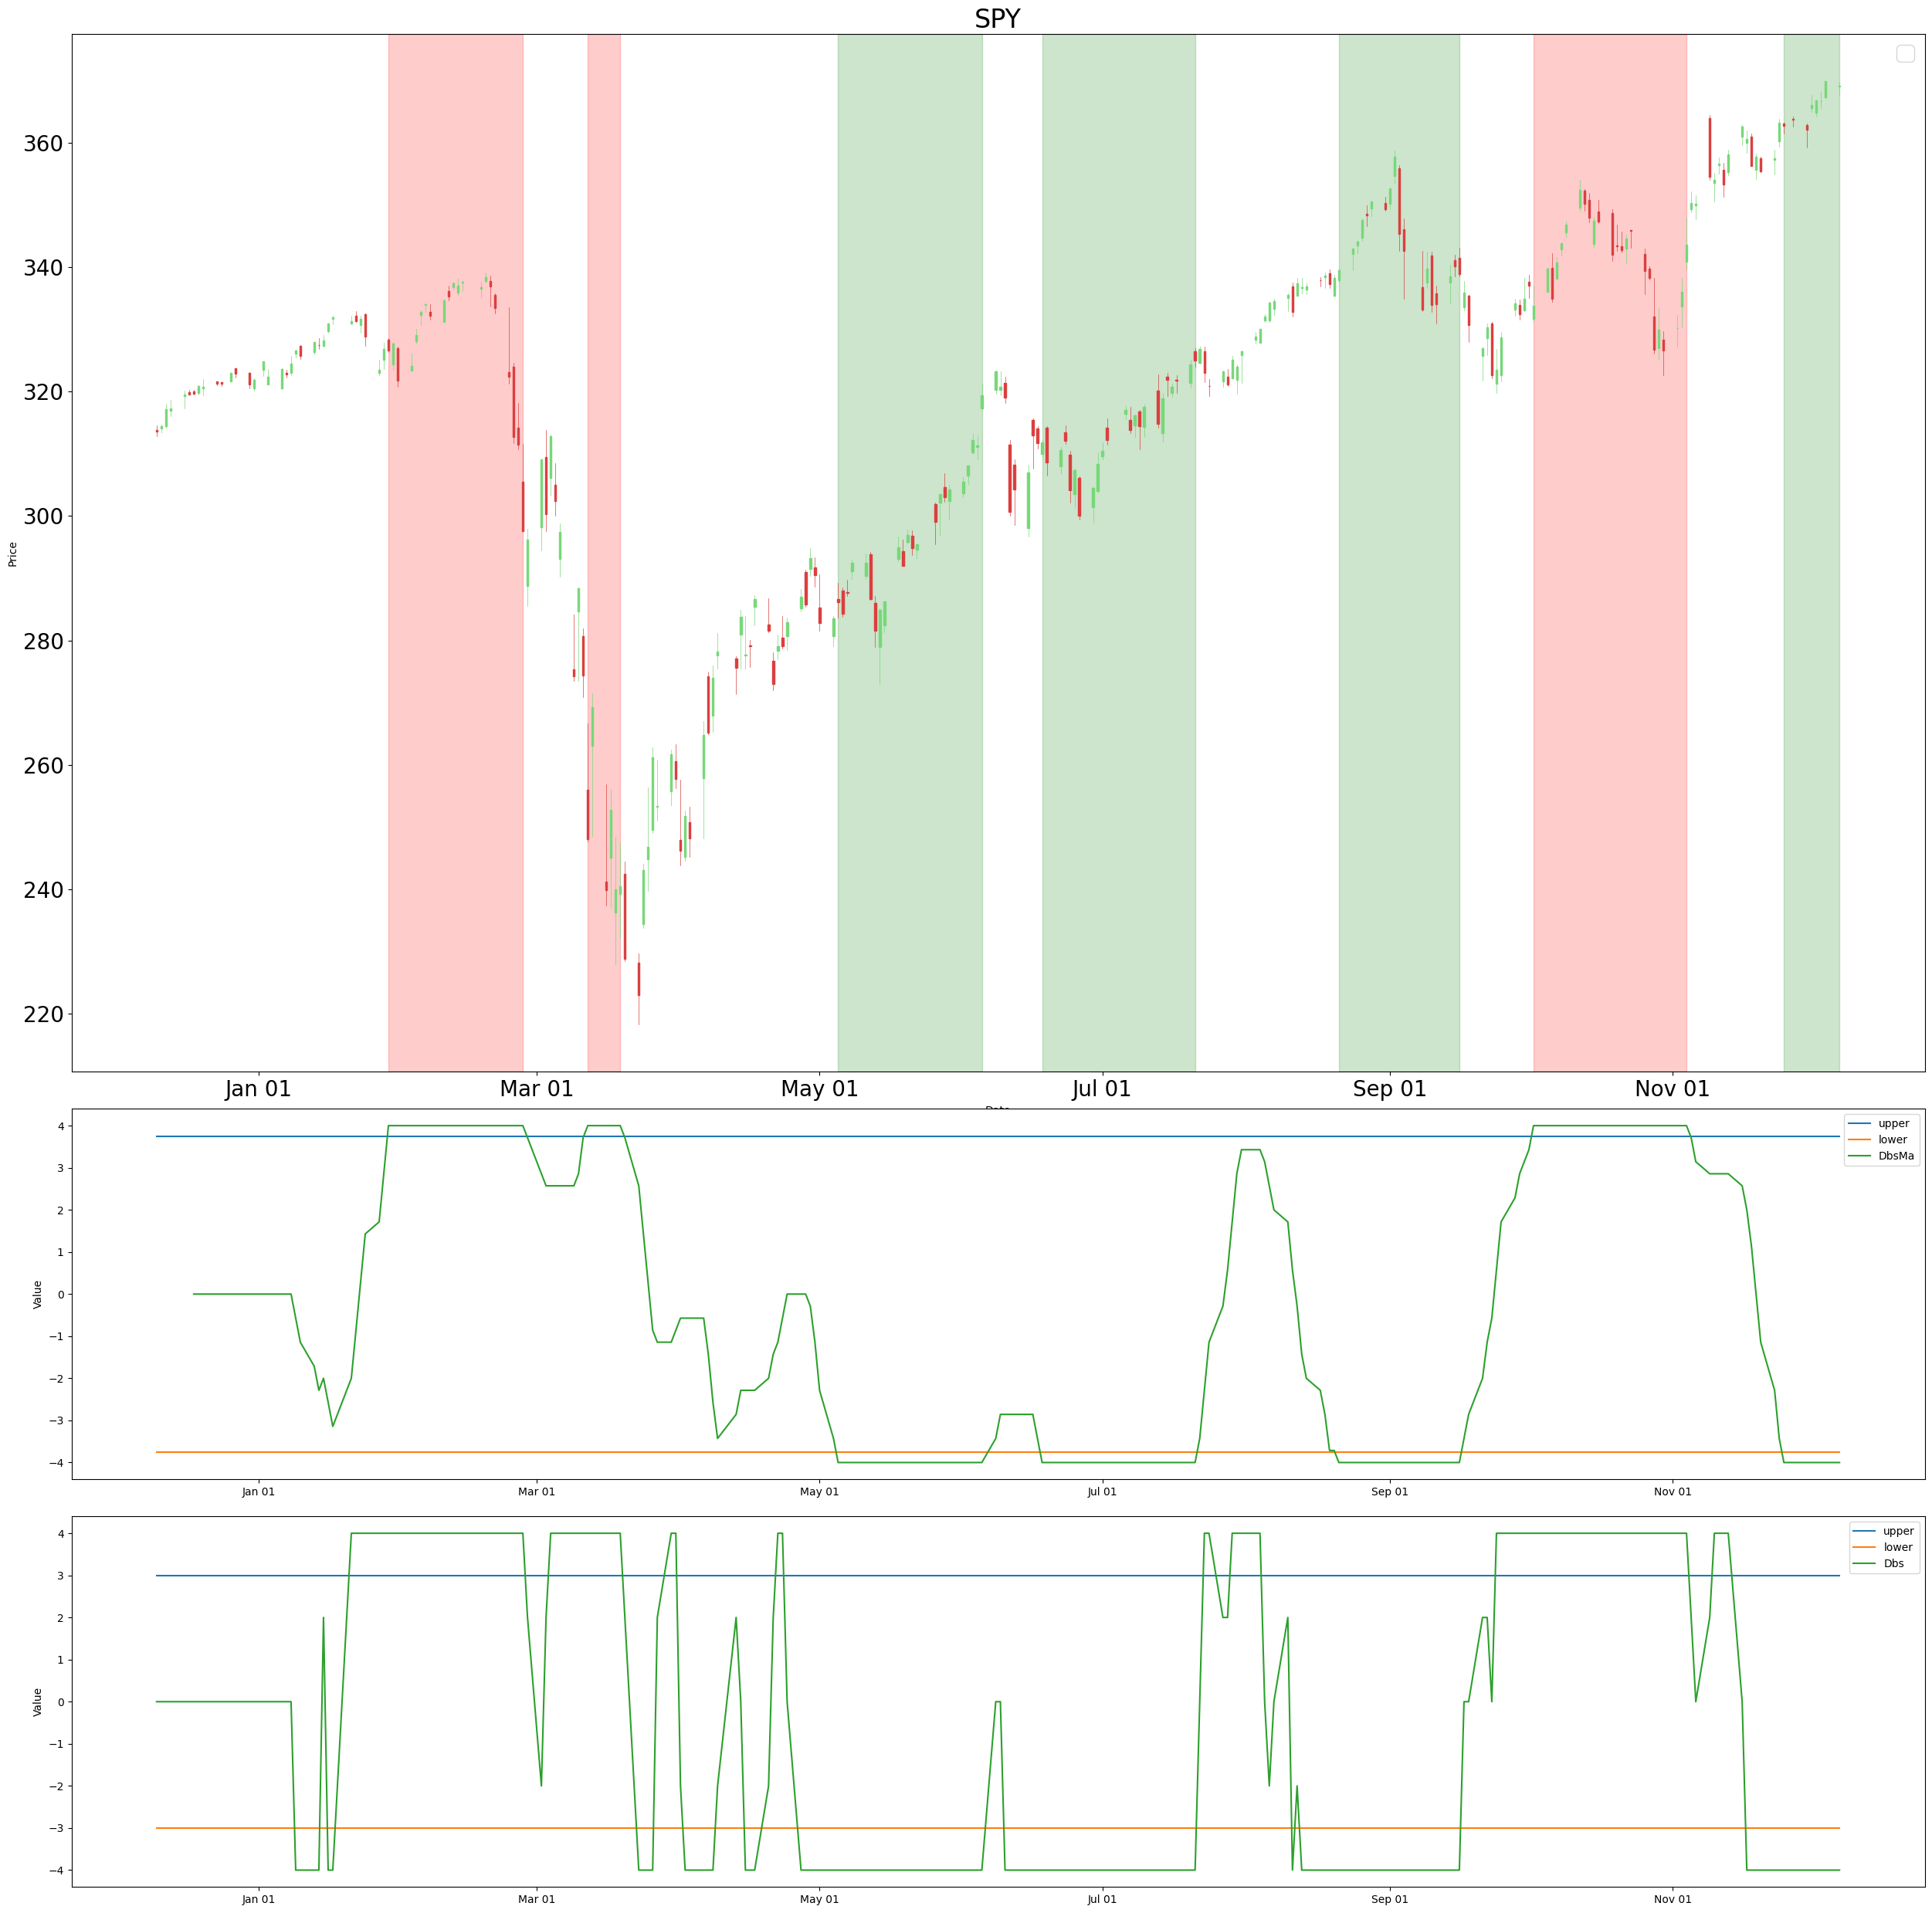 SPY
360
340
320
300
280
260
240
220
Price
Jan 01
Mar 01
May 01
Jul 01
Sep 01
Nov 01
4
3
2
1
0
−1
−2
−3
−4
Value
upper
lower
DbsMa
Jan 01
Mar 01
May 01
Jul 01
Sep 01
Nov 01
4
3
2
1
0
−1
−2
−3
−4
Value
upper
lower
Dbs
Jan 01
Mar 01
May 01
Jul 01
Sep 01
Nov 01